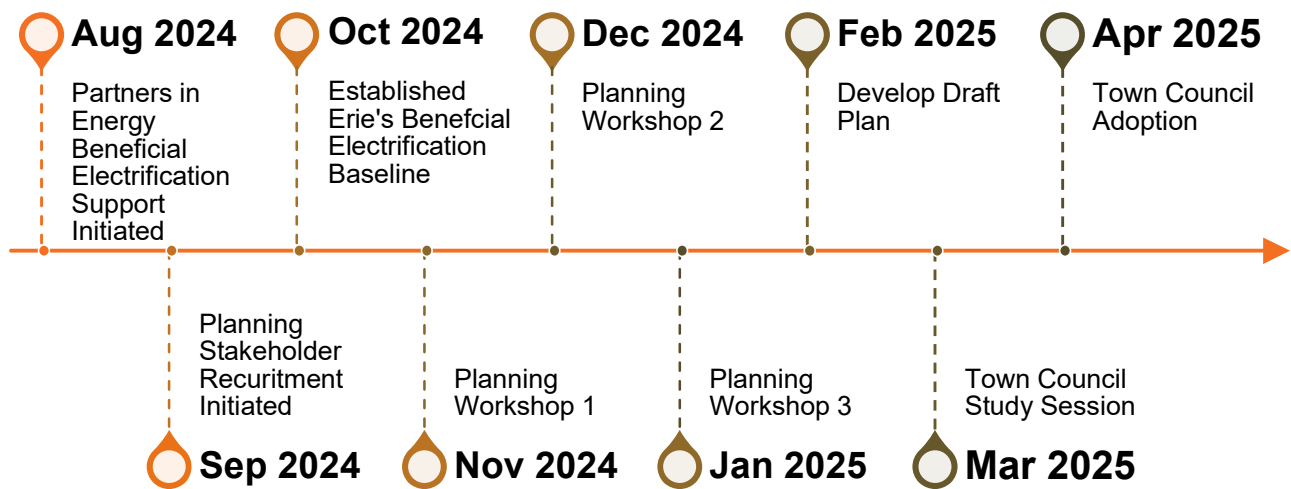 Aug 2024
Partners in
Energy
Beneficial
Electrification
Support
Initiated
Sep 2024
Planning
Stakeholder
Recuritment
Initiated
Oct 2024
Established
Erie's Benefcial
Electrification
Baseline
Nov 2024
Planning
Workshop 1
Dec 2024
Planning
Workshop 2
Jan 2025
Planning
Workshop 3
Feb 2025
Develop Draft
Plan
Mar 2025
Town Council
Study Session
Apr 2025
Town Council
Adoption